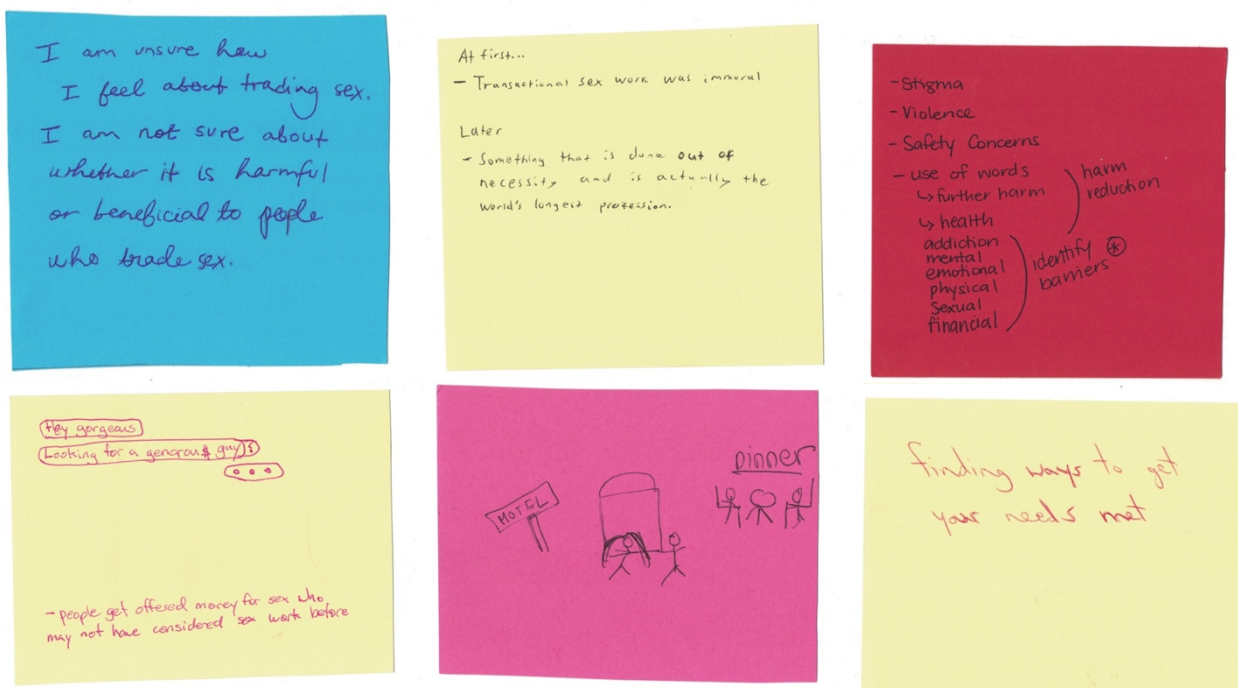 I am unsure how
I feel about trading sex.
I am not sure about
whether it is harmful
or beneficial to people
who trade sex.
At first...
- Transactional sex work was immoral
Later
- Something that is done out of
necessity and is actually the
world's longest profession.
- Stigma
- Violence
- Safety Concerns
- use of words
↳ further harm
↳ health
addiction
mental
emotional
physical
sexual
financial
harm
reduction
identify *
barriers
Hey gorgeous
Looking for a generou$ guy
- people get offered money for sex who
may not have considered sex work before
MOTEL
DINNER
finding ways to get
your needs met